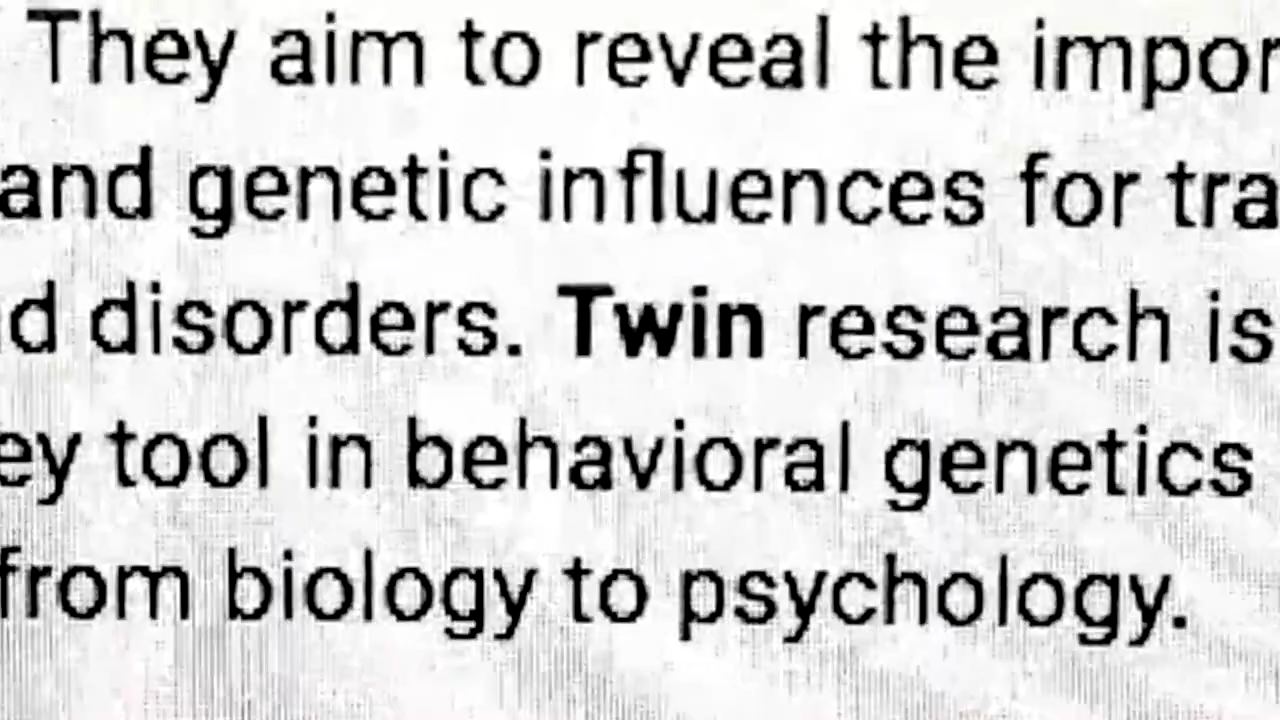 They aim to reveal the impor
and genetic influences for tra
d disorders. Twin research is
ey tool in behavioral genetics
from biology to psychology.